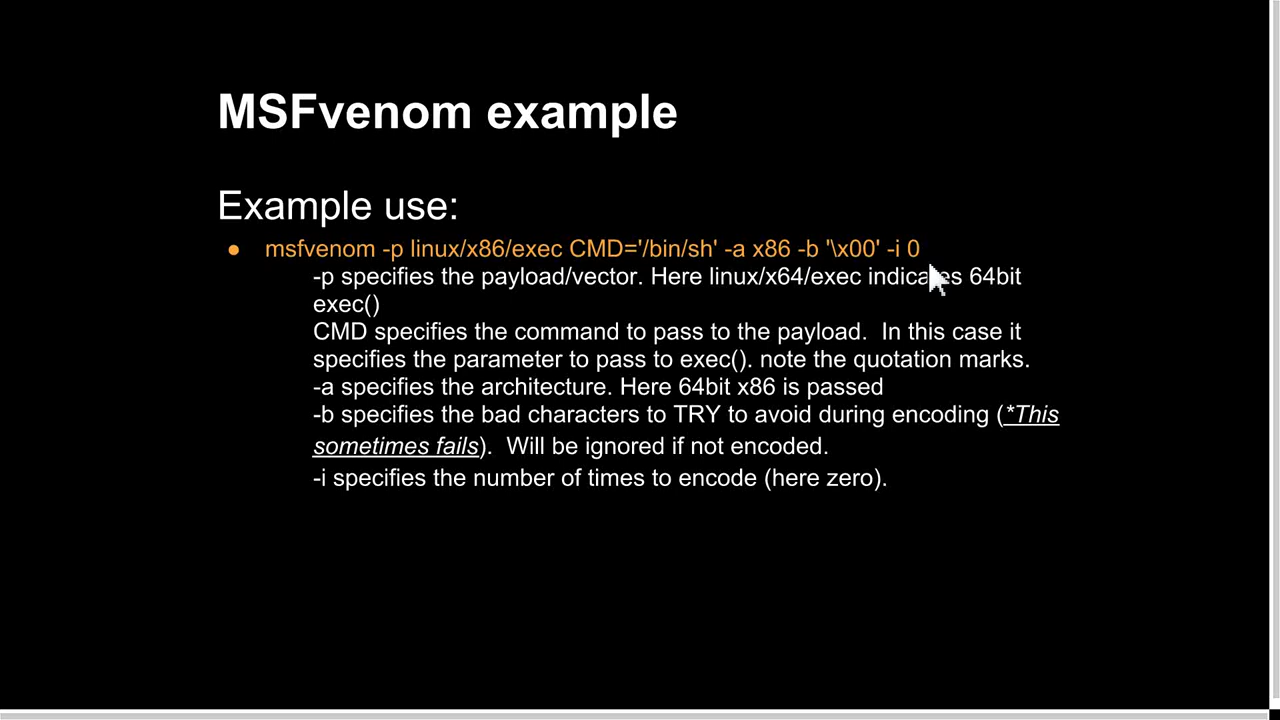 MSFvenom example
Example use:
● msfvenom -p linux/x86/exec CMD='/bin/sh' -a x86 -b '\x00' -i 0
-p specifies the payload/vector. Here linux/x64/exec indicates 64bit
exec()
CMD specifies the command to pass to the payload.  In this case it
specifies the parameter to pass to exec(). note the quotation marks.
-a specifies the architecture. Here 64bit x86 is passed
-b specifies the bad characters to TRY to avoid during encoding (*This
sometimes fails).  Will be ignored if not encoded.
-i specifies the number of times to encode (here zero).